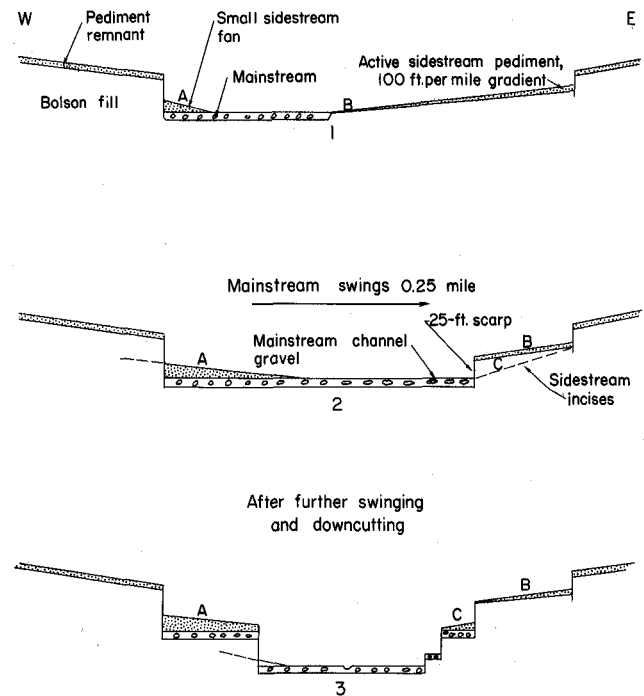 W
E
Pediment
remnant
Small sidestream
fan
Mainstream
Bolson fill
A
Active sidestream pediment,
100 ft. per mile gradient
B
1
Mainstream swings 0.25 mile
25-ft. scarp
Mainstream channel
gravel
A
B
C
Sidestream
incises
2
After further swinging
and downcutting
A
B
C
3